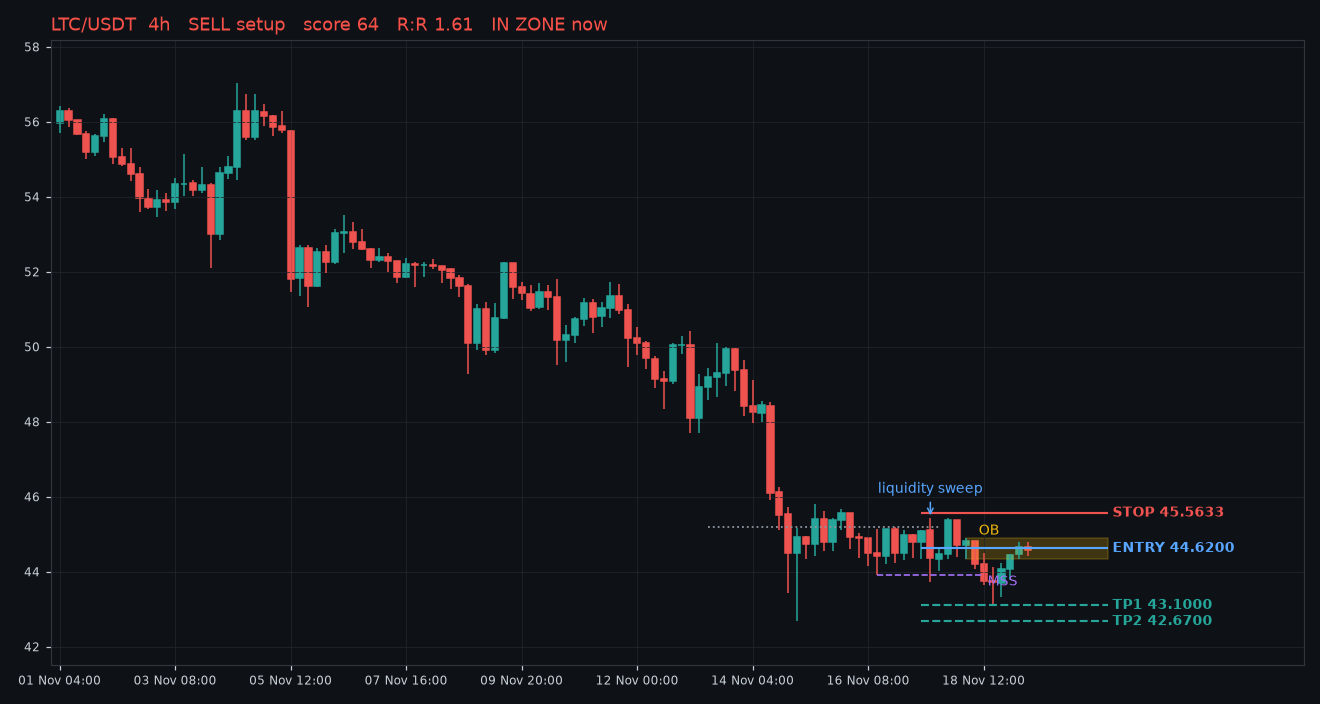 LTC/USDT 4h SELL setup score 64 R:R 1.61 IN ZONE now
58
56
54
52
50
48
46
44
42
liquidity sweep
STOP 45.5633
OB
ENTRY 44.6200
MSS
TP1 43.1000
TP2 42.6700
01 Nov 04:00
03 Nov 08:00
05 Nov 12:00
07 Nov 16:00
09 Nov 20:00
12 Nov 00:00
14 Nov 04:00
16 Nov 08:00
18 Nov 12:00